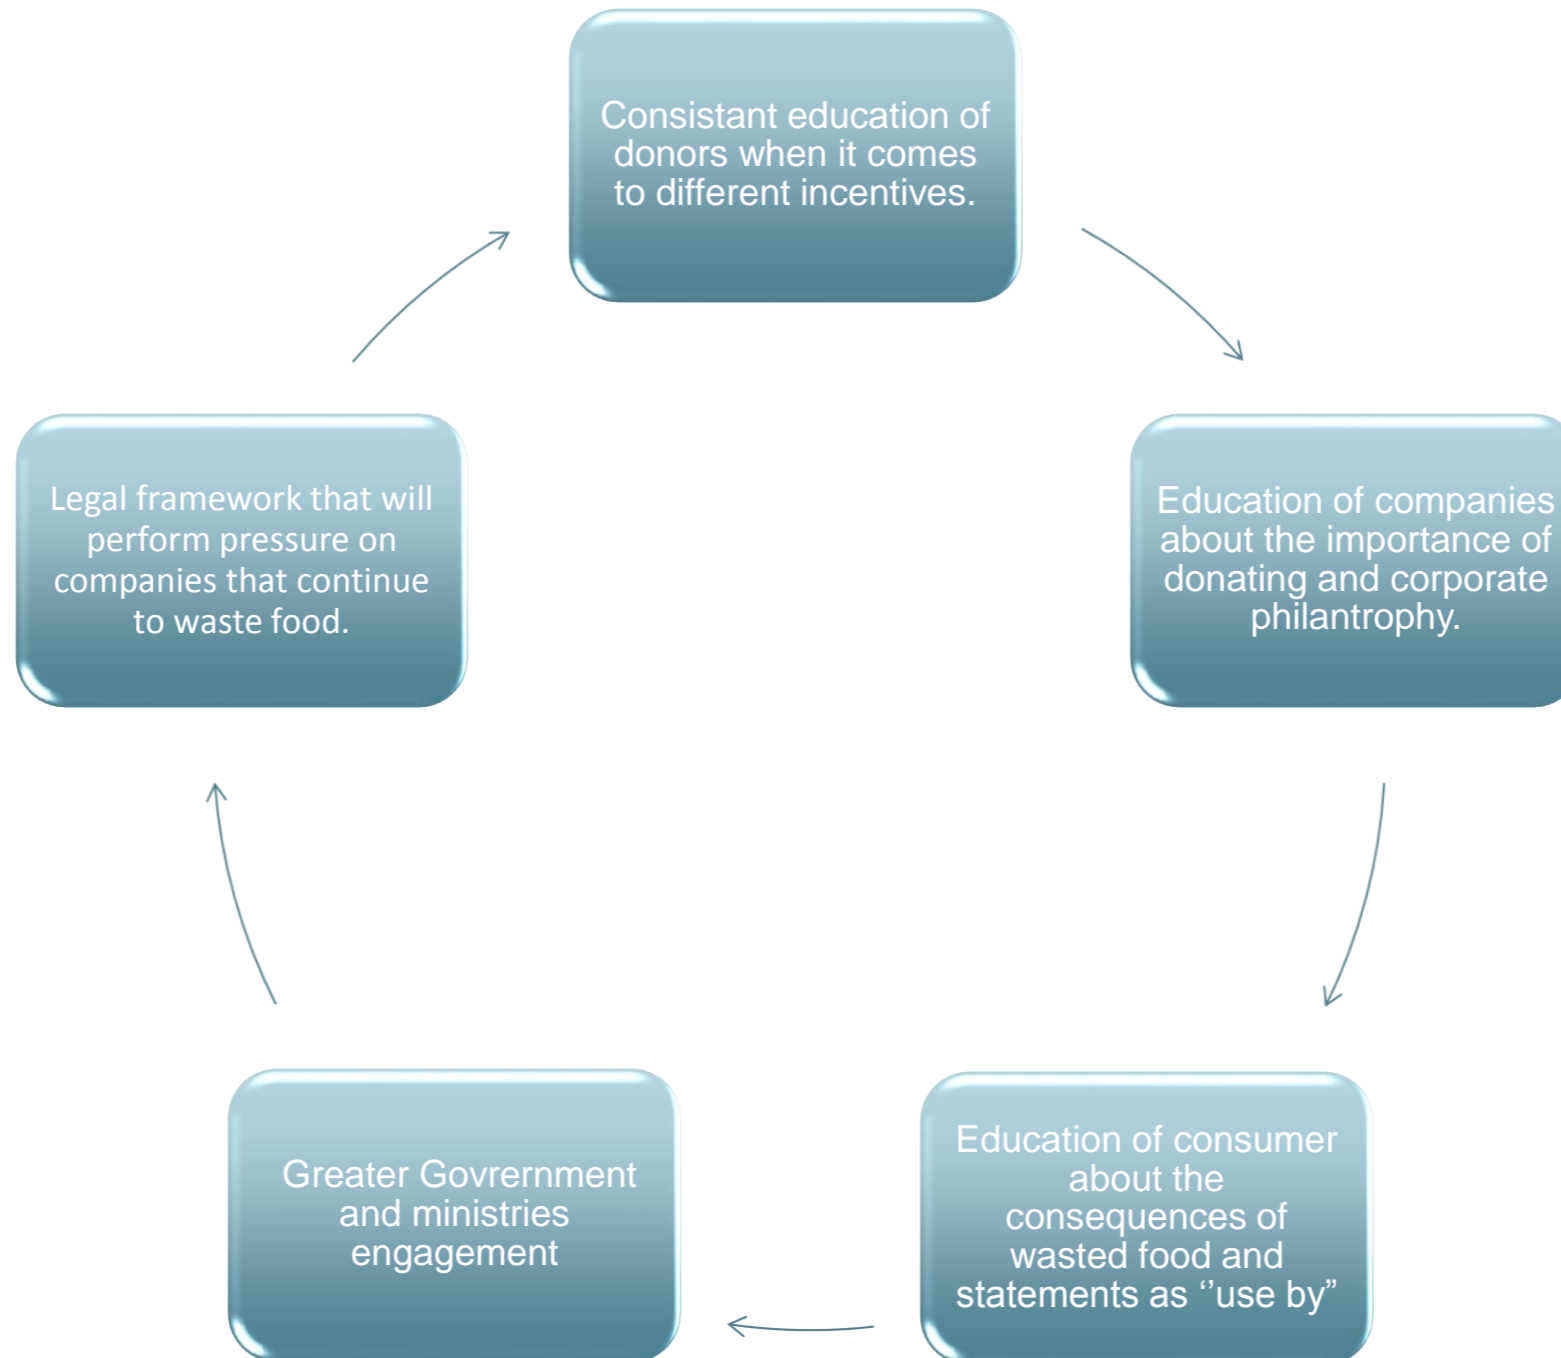 Consistant education of
donors when it comes
to different incentives.
Education of companies
about the importance of
donating and corporate
philantrophy.
Education of consumer
about the
consequences of
wasted food and
statements as ‘’use by”
Greater Govrernment
and ministries
engagement
Legal framework that will
perform pressure on
companies that continue
to waste food.